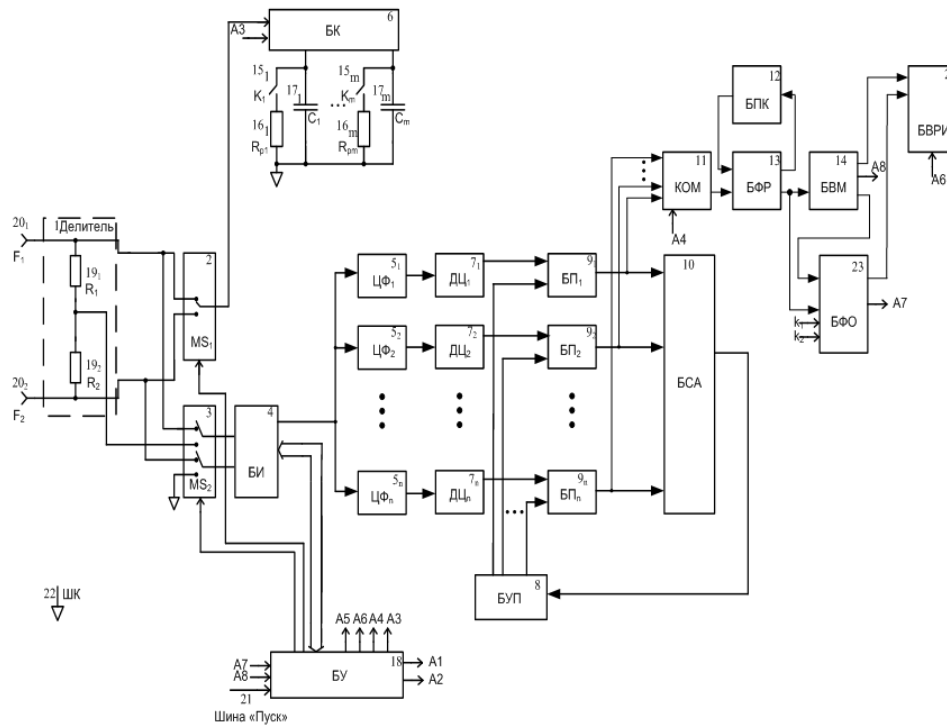 6
A3
БК
15₁
K₁
17₁
C₁
16₁
Rp1
...
15m
Km
17m
Cm
16m
Rpm
12
БПК
11
КОМ
A4
13
БФР
14
БВМ
A8
2
БВРИ
A6
23
БФО
A7
k₁
k₂
20₁
F₁
1 Делитель
19₁
R₁
19₂
R₂
20₂
F₂
2
MS₁
3
MS₂
4
БИ
5₁
ЦФ₁
7₁
ДЦ₁
9₁
БП₁
5₂
ЦФ₂
7₂
ДЦ₂
9₂
БП₂
5n
ЦФn
7n
ДЦn
9n
БПn
10
БСА
8
БУП
22 ШК
A5 A6 A4 A3
18
БУ
A1
A2
A7
A8
21
Шина «Пуск»